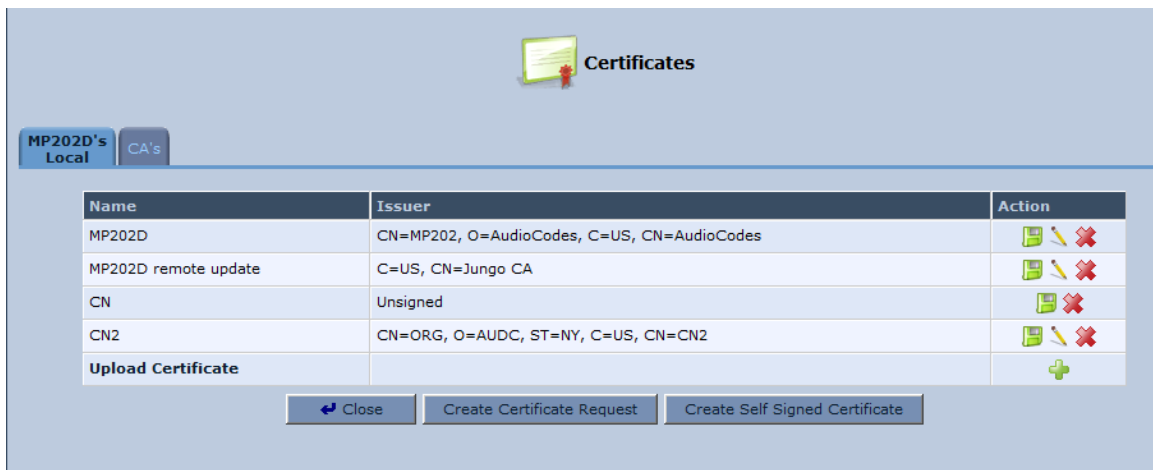 Certificates
MP202D's
Local
CA's
Name Issuer Action
MP202D CN=MP202, O=AudioCodes, C=US, CN=AudioCodes
MP202D remote update C=US, CN=Jungo CA
CN Unsigned
CN2 CN=ORG, O=AUDC, ST=NY, C=US, CN=CN2
Upload Certificate
Close Create Certificate Request Create Self Signed Certificate